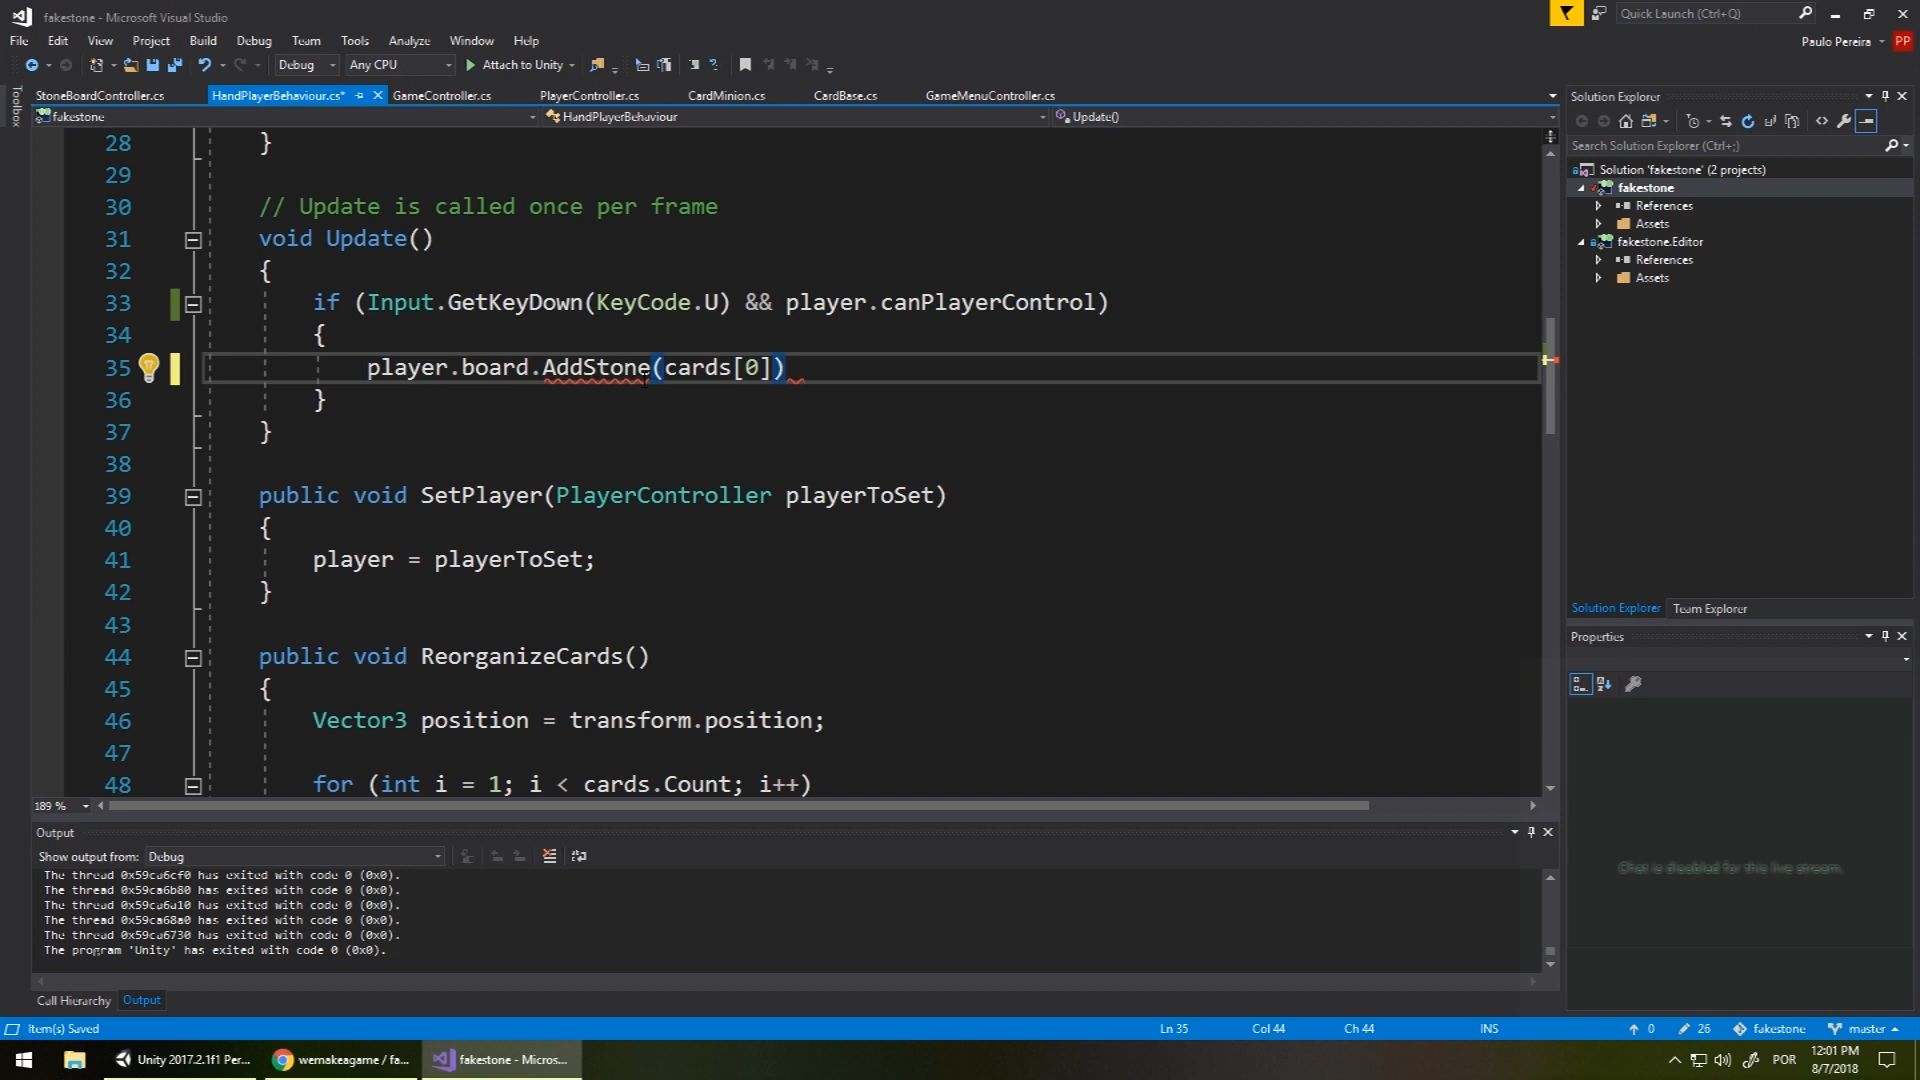 fakestone - Microsoft Visual Studio
Quick Launch (Ctrl+Q)
File Edit View Project Build Debug Team Tools Analyze Window Help
Paulo Pereira PP
Debug Any CPU Attach to Unity
Toolbox
StoneBoardController.cs HandPlayerBehaviour.cs* GameController.cs PlayerController.cs CardMinion.cs CardBase.cs GameMenuController.cs
fakestone HandPlayerBehaviour Update()
28 }
29
30 // Update is called once per frame
31 void Update()
32 {
33 if (Input.GetKeyDown(KeyCode.U) && player.canPlayerControl)
34 {
35 player.board.AddStone(cards[0])
36 }
37 }
38
39 public void SetPlayer(PlayerController playerToSet)
40 {
41 player = playerToSet;
42 }
43
44 public void ReorganizeCards()
45 {
46 Vector3 position = transform.position;
47
48 for (int i = 1; i < cards.Count; i++)
189 %
Output
Show output from: Debug
The thread 0x59ca6cf0 has exited with code 0 (0x0).
The thread 0x59ca6b80 has exited with code 0 (0x0).
The thread 0x59ca6a10 has exited with code 0 (0x0).
The thread 0x59ca68a0 has exited with code 0 (0x0).
The thread 0x59ca6730 has exited with code 0 (0x0).
The program 'Unity' has exited with code 0 (0x0).
Call Hierarchy Output
Solution Explorer
Search Solution Explorer (Ctrl+;)
Solution 'fakestone' (2 projects)
fakestone
References
Assets
fakestone.Editor
References
Assets
Solution Explorer Team Explorer
Properties
Chat is disabled for this live stream.
Item(s) Saved Ln 35 Col 44 Ch 44 INS 0 26 fakestone master
Unity 2017.2.1f1 Per... wemakeagame / fa... fakestone - Micros... POR 12:01 PM
8/7/2018